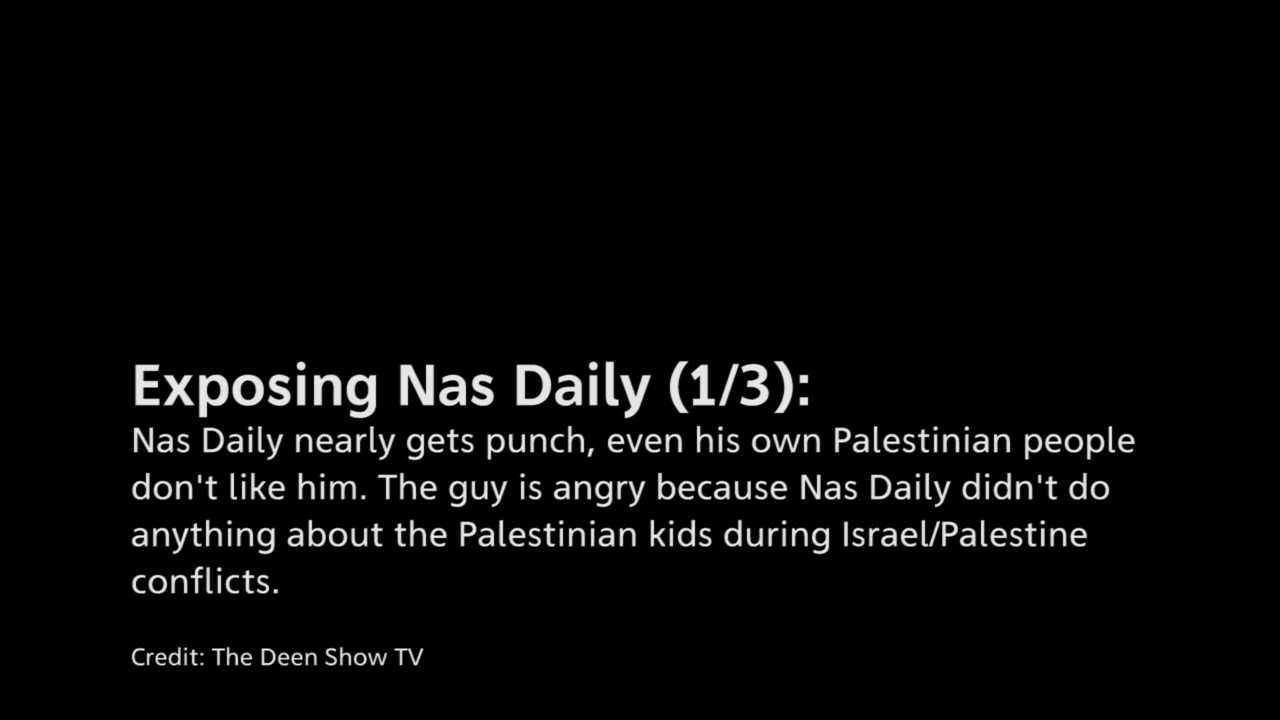 Exposing Nas Daily (1/3):
Nas Daily nearly gets punch, even his own Palestinian people
don't like him. The guy is angry because Nas Daily didn't do
anything about the Palestinian kids during Israel/Palestine
conflicts.
Credit: The Deen Show TV